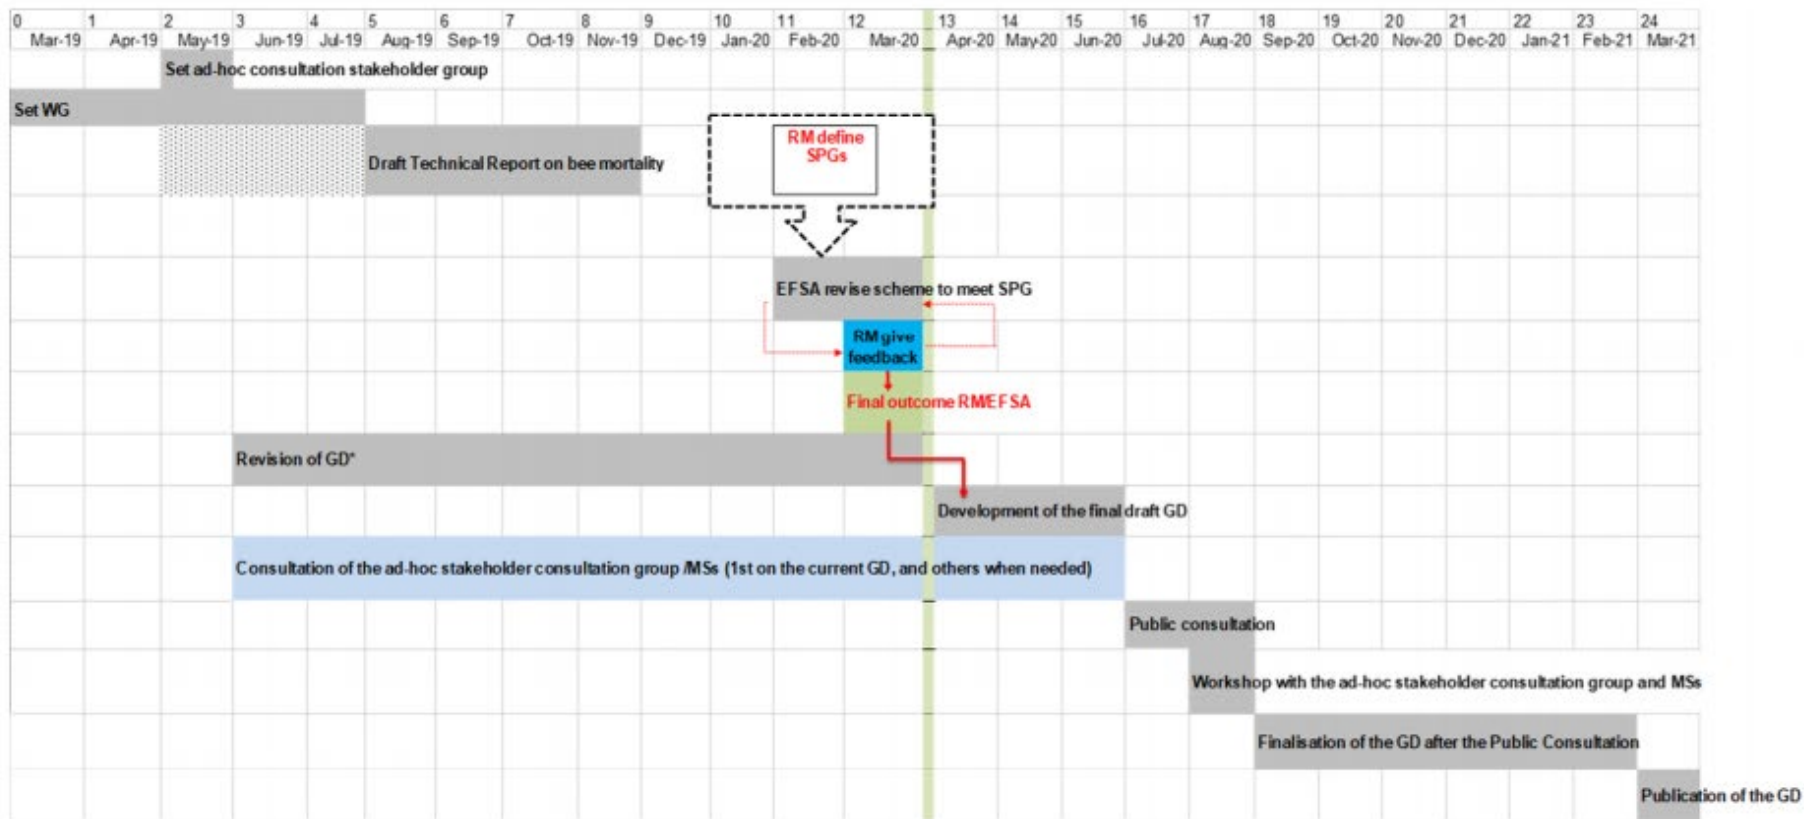 0 1 2 3 4 5 6 7 8 9 10 11 12 13 14 15 16 17 18 19 20 21 22 23 24
Mar-19 Apr-19 May-19 Jun-19 Jul-19 Aug-19 Sep-19 Oct-19 Nov-19 Dec-19 Jan-20 Feb-20 Mar-20 Apr-20 May-20 Jun-20 Jul-20 Aug-20 Sep-20 Oct-20 Nov-20 Dec-20 Jan-21 Feb-21 Mar-21
Set ad-hoc consultation stakeholder group
Set WG
RM define
SPGs
Draft Technical Report on bee mortality
EFSA revise scheme to meet SPG
RM give
feedback
Final outcome RM/EFSA
Revision of GD*
Development of the final draft GD
Consultation of the ad-hoc stakeholder consultation group /MSs (1st on the current GD, and others when needed)
Public consultation
Workshop with the ad-hoc stakeholder consultation group and MSs
Finalisation of the GD after the Public Consultation
Publication of the GD